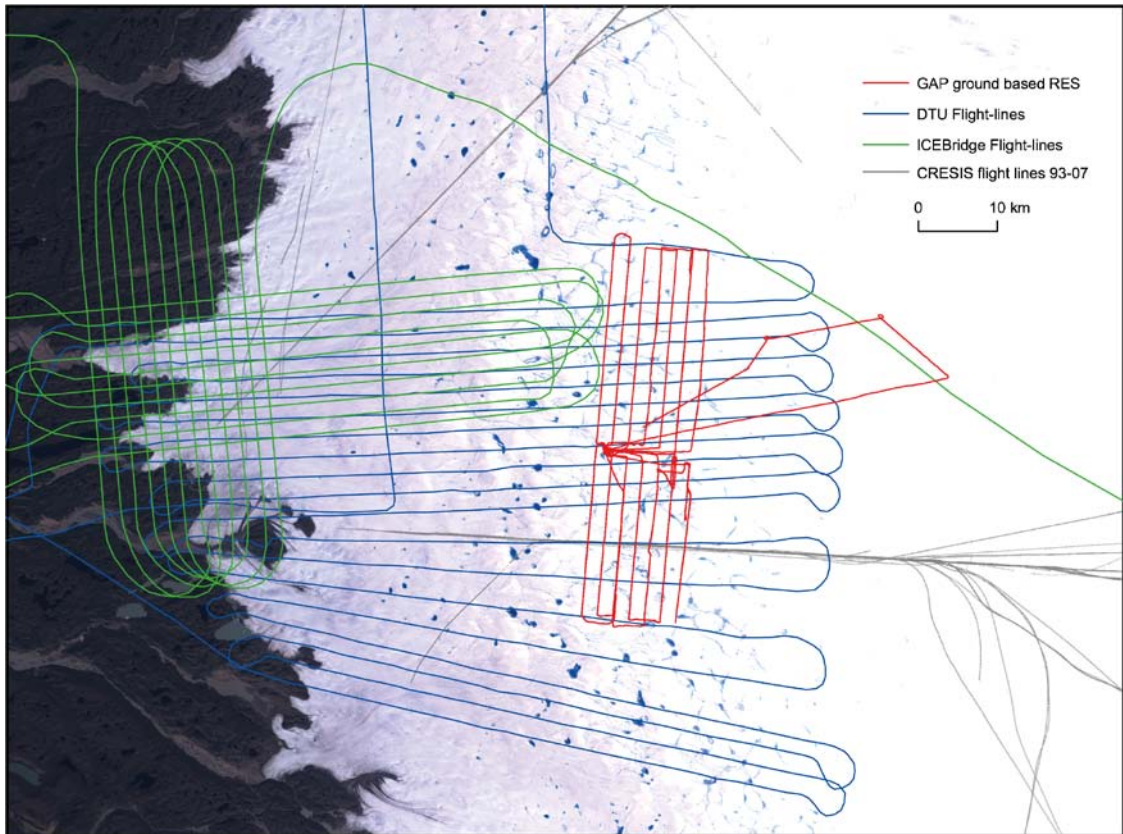 GAP ground based RES
DTU Flight-lines
ICEBridge Flight-lines
CRESIS flight lines 93-07
0 10 km